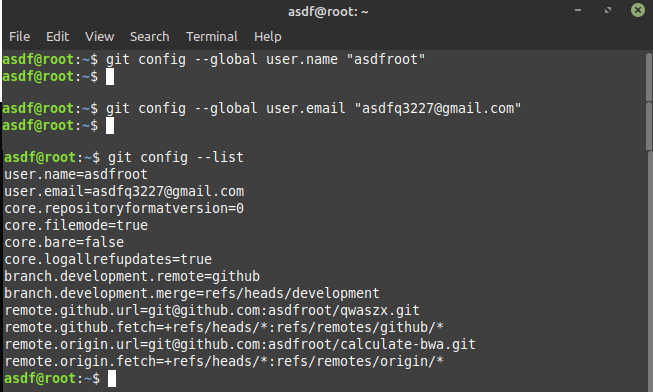 asdf@root: ~
File Edit View Search Terminal Help
asdf@root:~$ git config --global user.name "asdfroot"
asdf@root:~$
asdf@root:~$ git config --global user.email "asdfq3227@gmail.com"
asdf@root:~$
asdf@root:~$ git config --list
user.name=asdfroot
user.email=asdfq3227@gmail.com
core.repositoryformatversion=0
core.filemode=true
core.bare=false
core.logallrefupdates=true
branch.development.remote=github
branch.development.merge=refs/heads/development
remote.github.url=git@github.com:asdfroot/qwaszx.git
remote.github.fetch=+refs/heads/*:refs/remotes/github/*
remote.origin.url=git@github.com:asdfroot/calculate-bwa.git
remote.origin.fetch=+refs/heads/*:refs/remotes/origin/*
asdf@root:~$